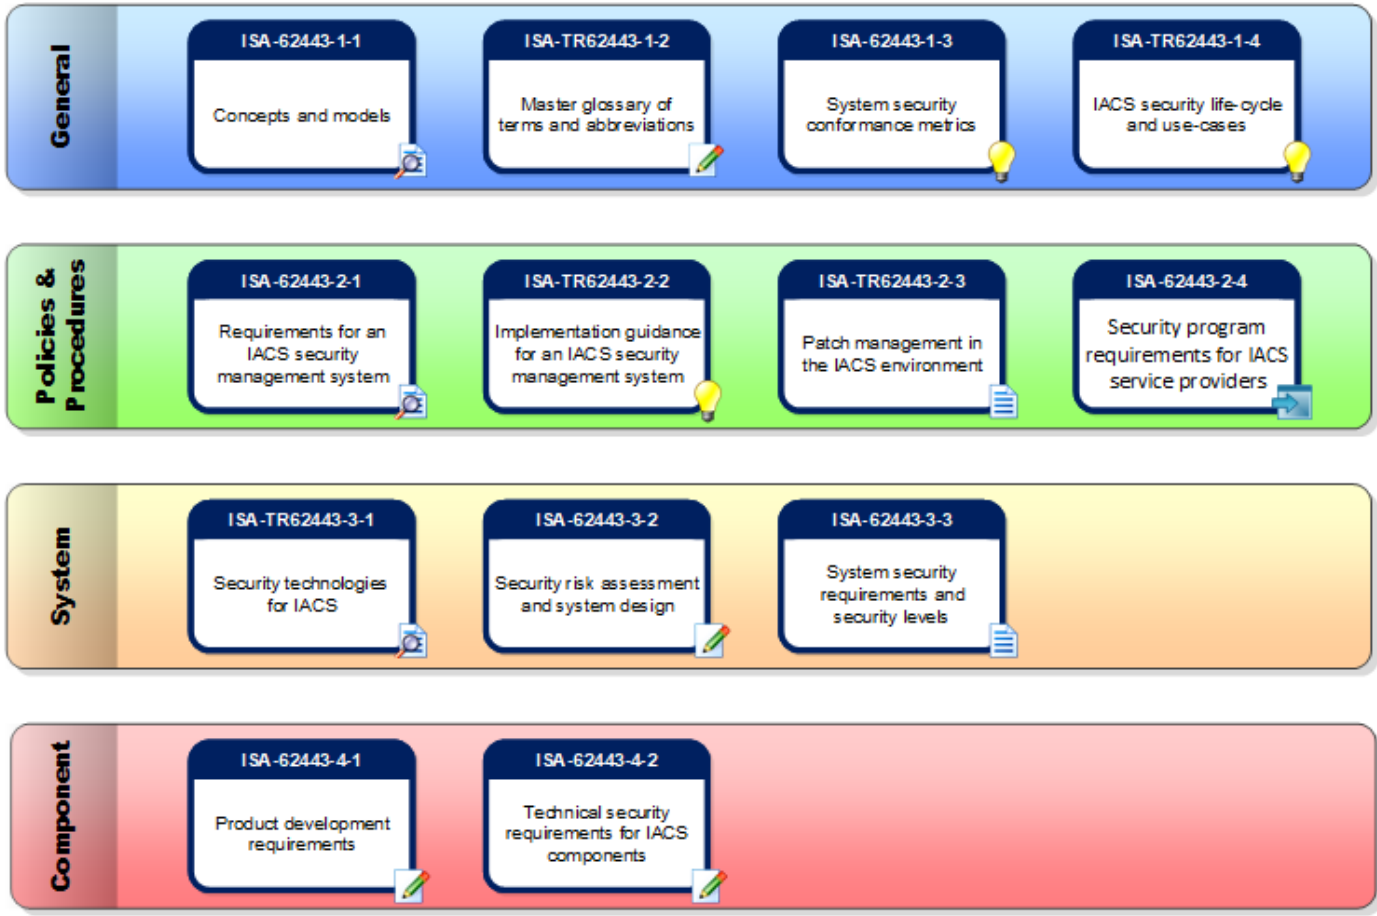 General
ISA-62443-1-1
Concepts and models
ISA-TR62443-1-2
Master glossary of
terms and abbreviations
ISA-62443-1-3
System security
conformance metrics
ISA-TR62443-1-4
IACS security life-cycle
and use-cases
Policies &
Procedures
ISA-62443-2-1
Requirements for an
IACS security
management system
ISA-TR62443-2-2
Implementation guidance
for an IACS security
management system
ISA-TR62443-2-3
Patch management in
the IACS environment
ISA-62443-2-4
Security program
requirements for IACS
service providers
System
ISA-TR62443-3-1
Security technologies
for IACS
ISA-62443-3-2
Security risk assessment
and system design
ISA-62443-3-3
System security
requirements and
security levels
Component
ISA-62443-4-1
Product development
requirements
ISA-62443-4-2
Technical security
requirements for IACS
components